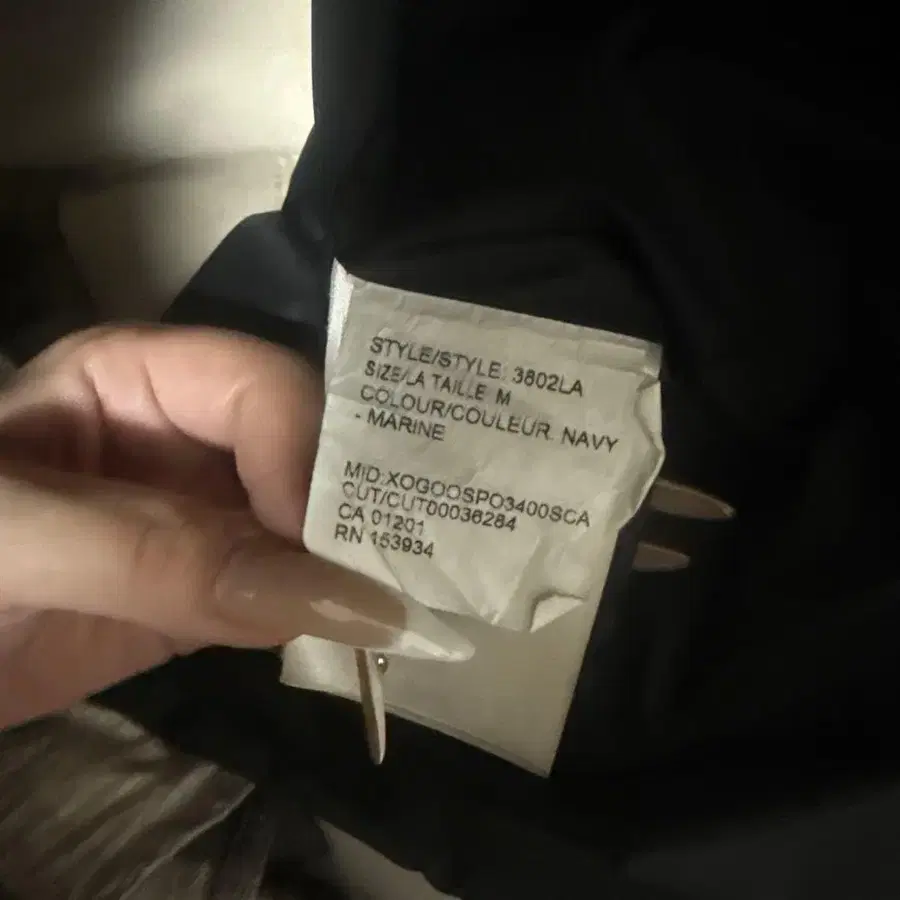 STYLE/STYLE: 3802LA
SIZE/LA TAILLE M
COLOUR/COULEUR. NAVY
- MARINE
MID:XOGOOSPO3400SCA
CUT/CUT00036284
CA 01201
RN 153934